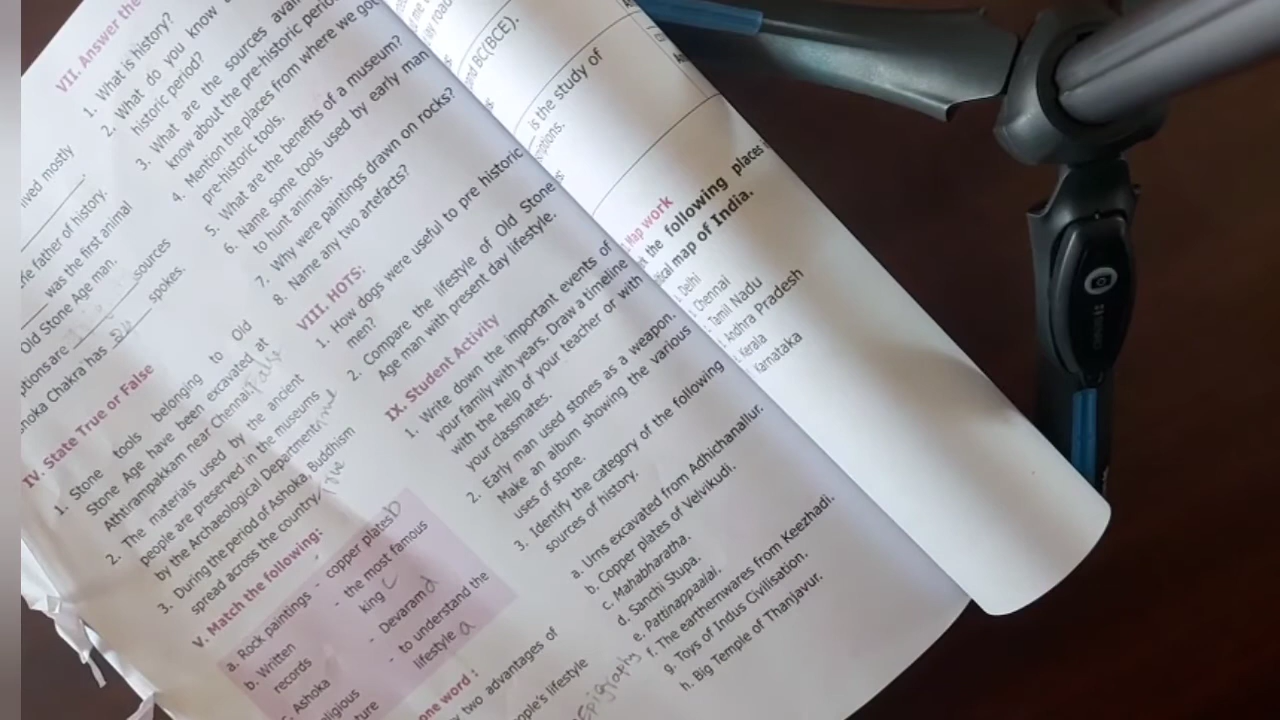 lived mostly
father of history.
was the first animal
Old Stone Age man.
sources
spokes.
Chakra has
IV. State True or False
1. Stone tools belonging to Old
Stone Age have been excavated at
Athtirampakkam near Chennai. False
2. The materials used by the ancient
people are preserved in the museums
by the Archaeological Department. True
3. During the period of Ashoka, Buddhism
spread across the country. True
V. Match the following:
a. Rock paintings - copper plates b
b. Written records - the most famous king c
c. Ashoka - Devaram d
- to understand the lifestyle a
one word !
two advantages of
people's lifestyle
Epigraphy
VII. Answer the
1. What is history?
2. What do you know
historic period?
3. What are the sources
know about the pre-historic
4. Mention the places from where we
pre-historic tools.
5. What are the benefits of a museum?
6. Name some tools used by early man
to hunt animals.
7. Why were paintings drawn on rocks?
8. Name any two artefacts?
VIII. HOTS:
1. How dogs were useful to pre historic
men?
2. Compare the lifestyle of Old Stone
Age man with present day lifestyle.
IX. Student Activity
1. Write down the important events of
your family with years. Draw a timeline
with the help of your teacher or with
your classmates.
2. Early man used stones as a weapon.
Make an album showing the various
uses of stone.
3. Identify the category of the following
sources of history.
a. Urns excavated from Adhichanallur.
b. Copper plates of Velvikudi.
c. Mahabharatha.
d. Sanchi Stupa.
e. Pattinappaalai.
f. The earthernwares from Keezhadi.
g. Toys of Indus Civilisation.
h. Big Temple of Thanjavur.
BC(BCE).
is the study of
Map work
the following places
map of India.
Delhi
Chennai
Tamil Nadu
Andhra Pradesh
Kerala
Karnataka